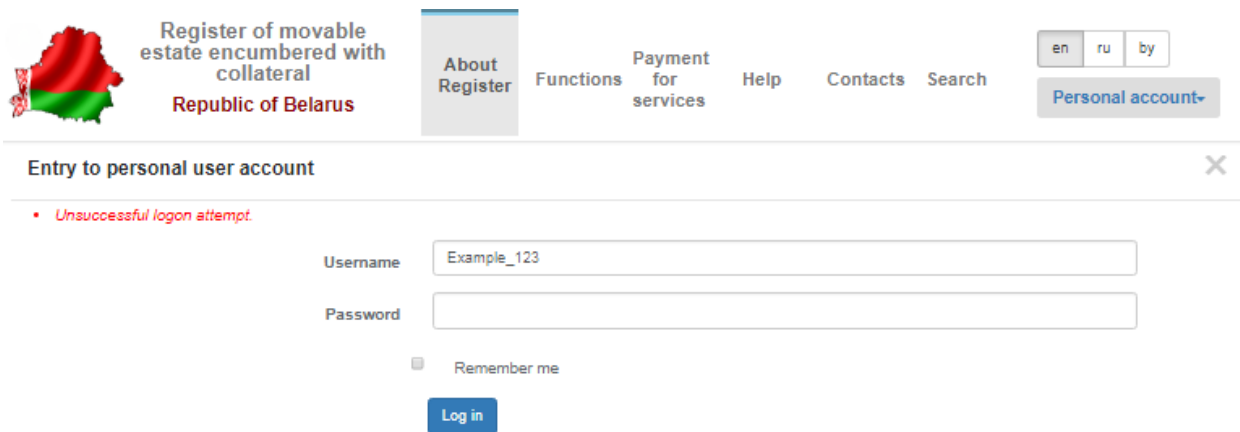 Register of movable
estate encumbered with
collateral
Republic of Belarus
About
Register
Functions
Payment
for
services
Help
Contacts
Search
en
ru
by
Personal account
Entry to personal user account
Unsuccessful logon attempt.
Username
Example_123
Password
Remember me
Log in